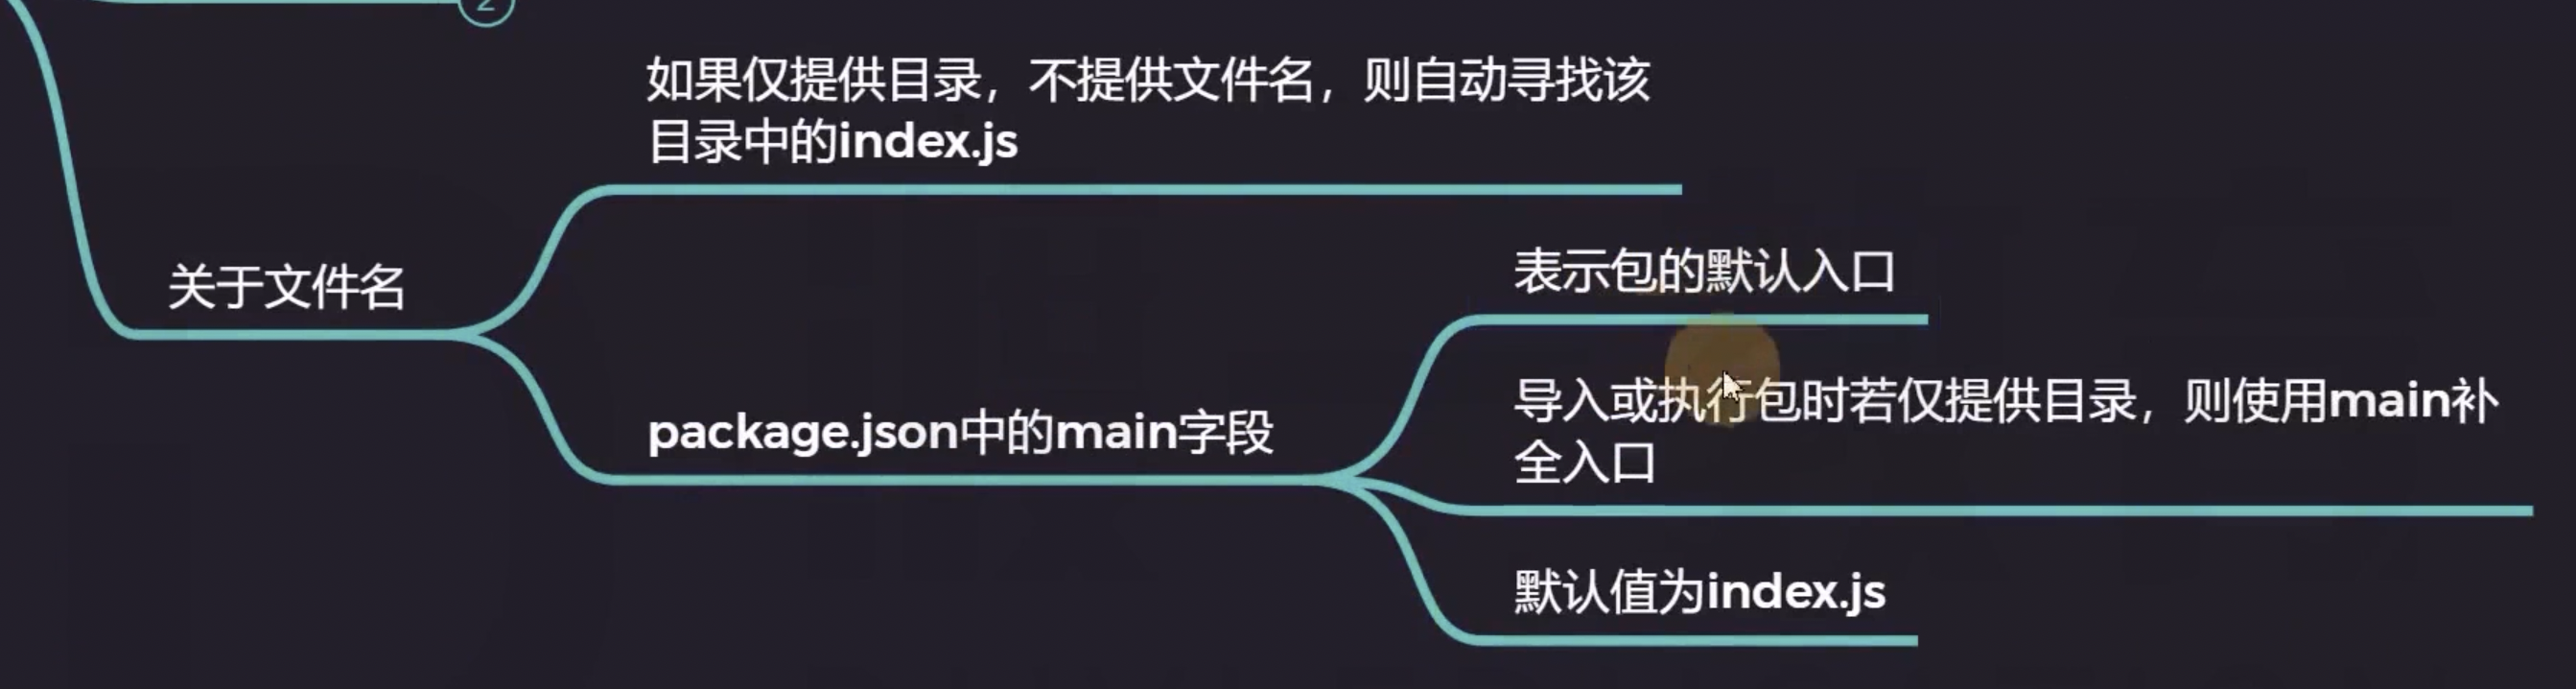 2
如果仅提供目录，不提供文件名，则自动寻找该
目录中的index.js
关于文件名
package.json中的main字段
表示包的默认入口
导入或执行包时若仅提供目录，则使用main补
全入口
默认值为index.js